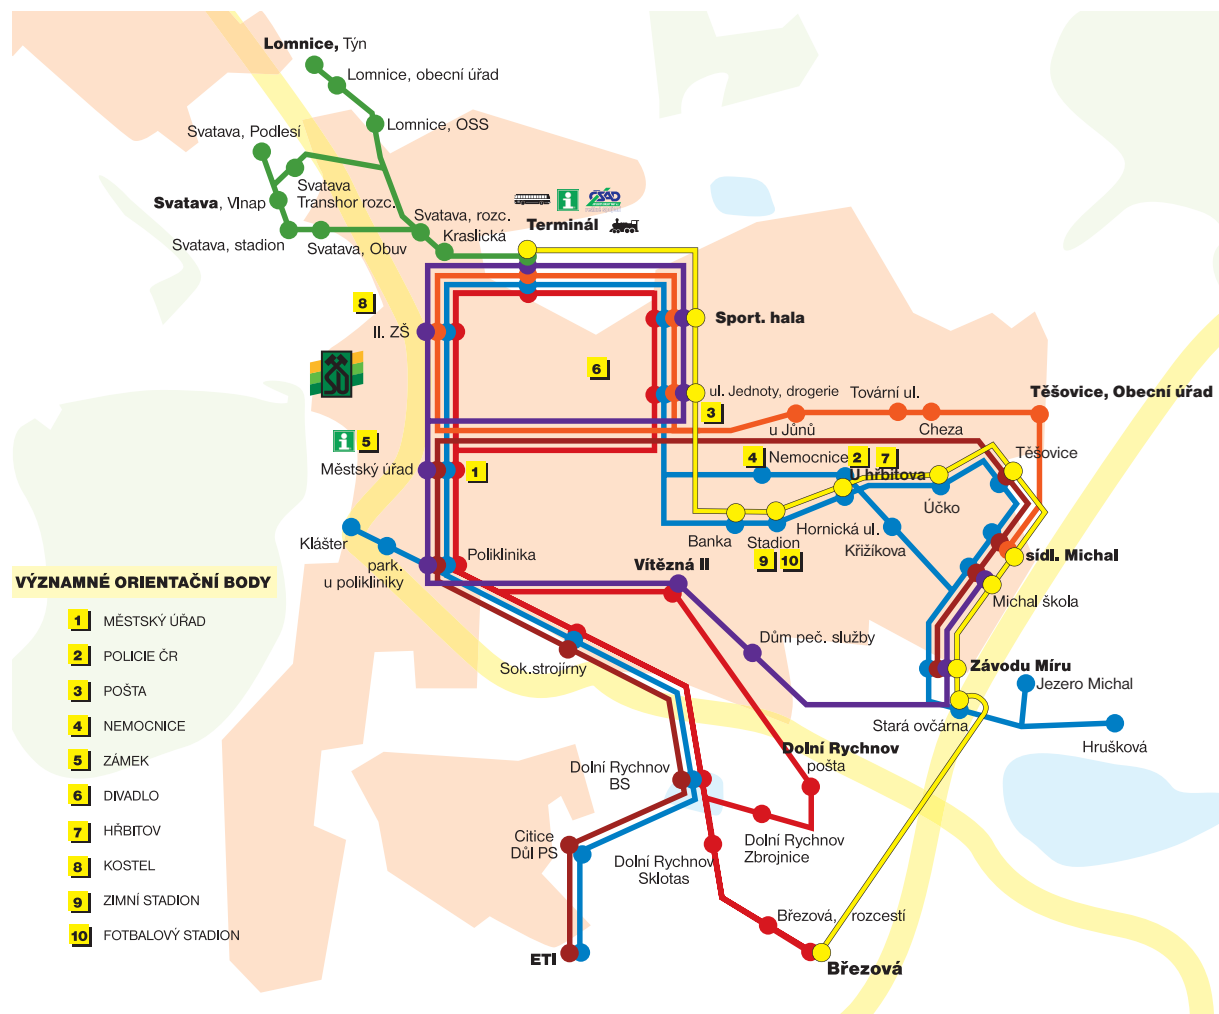 Lomnice, Týn
Lomnice, obecní úřad
Lomnice, OSS
Svatava, Podlesí
Svatava
Transhor rozc.
Svatava, Vlnap
Svatava, rozc.
Kraslická
Svatava, stadion
Svatava, Obuv
ČSAD
Terminál
8
II. ZŠ
Sport. hala
6
ul. Jednoty, drogerie
3
Tovární ul.
Těšovice, Obecní úřad
u Jůnů
Cheza
5
Městský úřad
1
4
Nemocnice
2
7
U hřbitova
Těšovice
Účko
Klášter
park.
u polikliniky
Poliklinika
Banka
Stadion
9
10
Hornická ul.
Křižíkova
sídl. Michal
Vítězná II
Michal škola
Dům peč. služby
Sok.strojírny
Závodu Míru
Jezero Michal
Stará ovčárna
Hrušková
Dolní Rychnov
pošta
Dolní Rychnov
BS
Citice
Důl PS
Dolní Rychnov
Sklotas
Dolní Rychnov
Zbrojnice
Březová, rozcestí
ETI
Březová
VÝZNAMNÉ ORIENTAČNÍ BODY
1 MĚSTSKÝ ÚŘAD
2 POLICIE ČR
3 POŠTA
4 NEMOCNICE
5 ZÁMEK
6 DIVADLO
7 HŘBITOV
8 KOSTEL
9 ZIMNÍ STADION
10 FOTBALOVÝ STADION